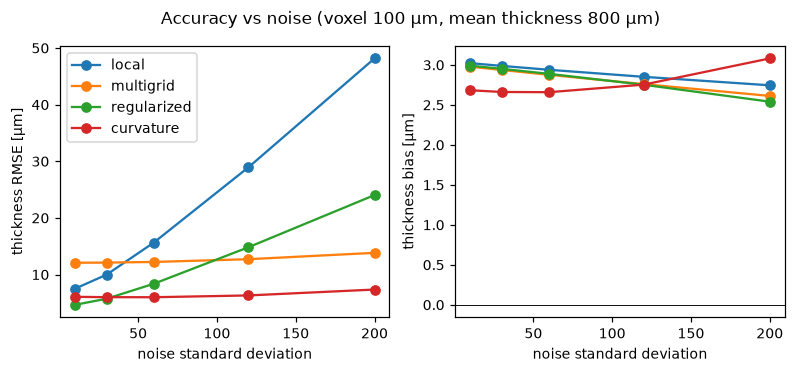 Accuracy vs noise (voxel 100 µm, mean thickness 800 µm)
thickness RMSE [µm]
50
40
30
20
10
local
multigrid
regularized
curvature
50
100
150
200
noise standard deviation
thickness bias [µm]
3.0
2.5
2.0
1.5
1.0
0.5
0.0
50
100
150
200
noise standard deviation